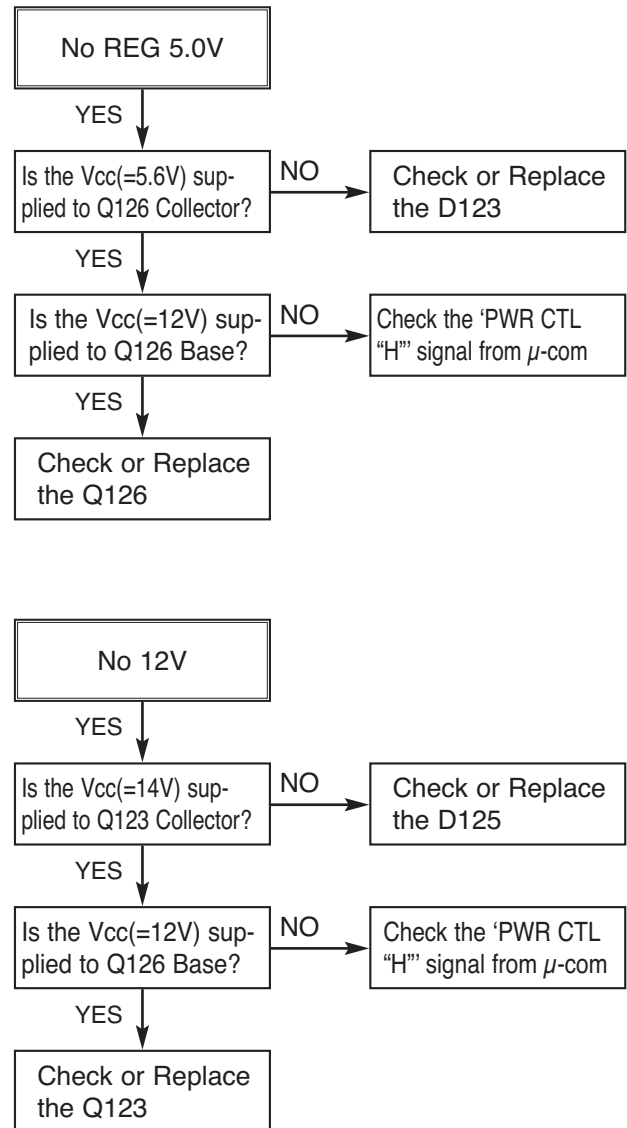 No REG 5.0V
YES
Is the Vcc(=5.6V) sup-
plied to Q126 Collector?
NO
Check or Replace
the D123
YES
Is the Vcc(=12V) sup-
plied to Q126 Base?
NO
Check the ‘PWR CTL
“H”’ signal from µ-com
YES
Check or Replace
the Q126
No 12V
YES
Is the Vcc(=14V) sup-
plied to Q123 Collector?
NO
Check or Replace
the D125
YES
Is the Vcc(=12V) sup-
plied to Q126 Base?
NO
Check the ‘PWR CTL
“H”’ signal from µ-com
YES
Check or Replace
the Q123